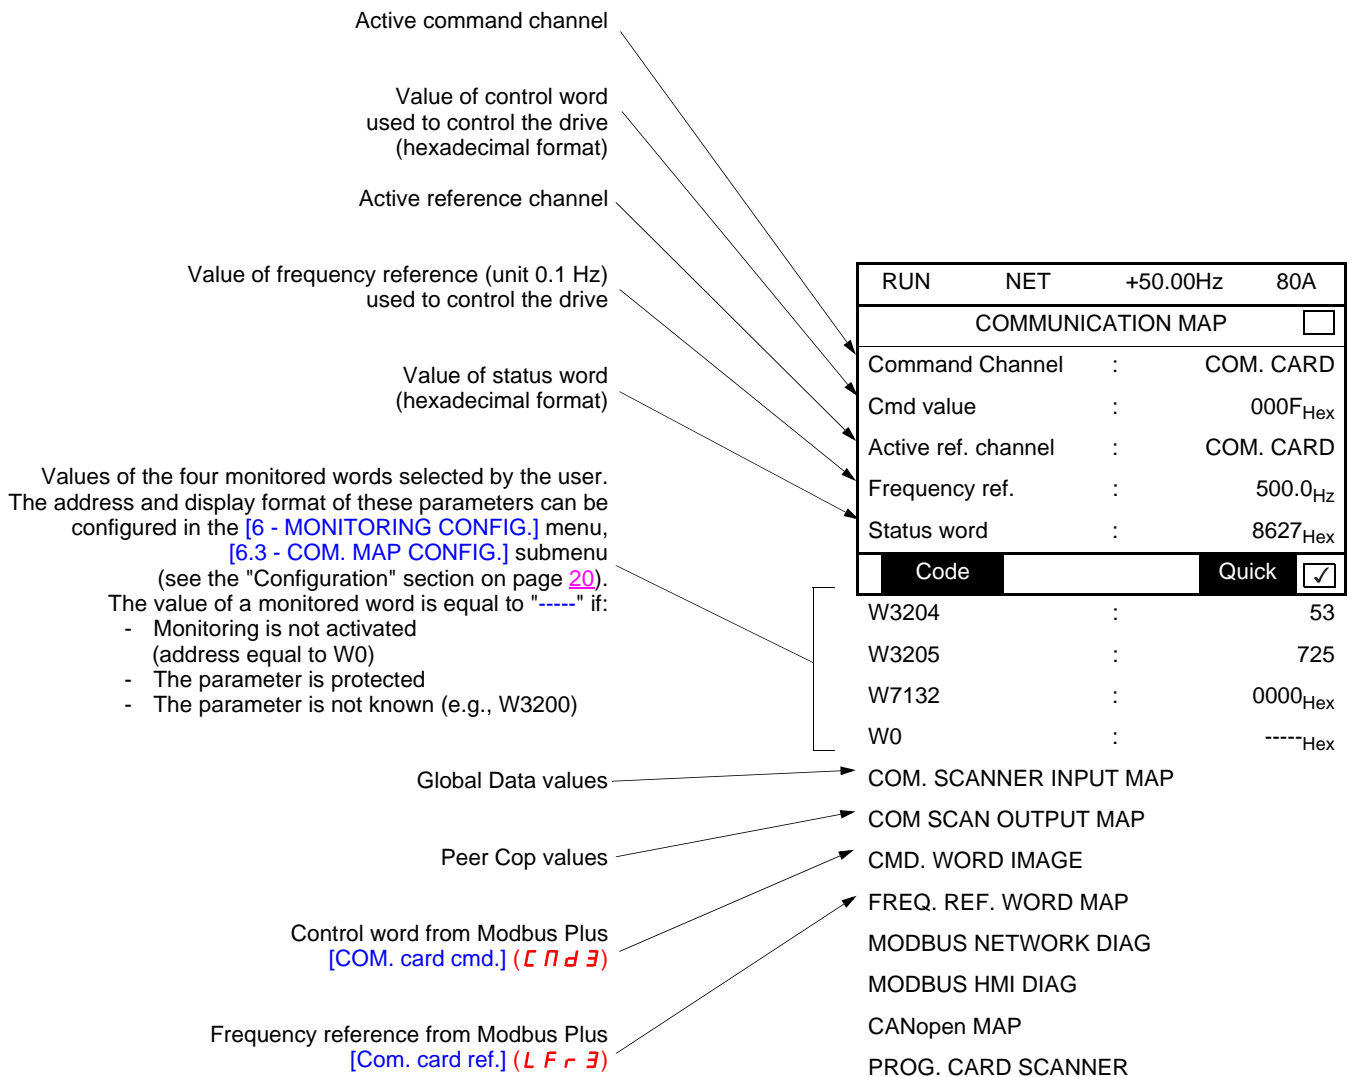 Active command channel
Value of control word
used to control the drive
(hexadecimal format)
Active reference channel
Value of frequency reference (unit 0.1 Hz)
used to control the drive
Value of status word
(hexadecimal format)
Values of the four monitored words selected by the user.
The address and display format of these parameters can be
configured in the [6 - MONITORING CONFIG.] menu,
[6.3 - COM. MAP CONFIG.] submenu
(see the "Configuration" section on page 20).
The value of a monitored word is equal to "-----" if:
- Monitoring is not activated
(address equal to W0)
- The parameter is protected
- The parameter is not known (e.g., W3200)
Global Data values
Peer Cop values
Control word from Modbus Plus
[COM. card cmd.] (CMd3)
Frequency reference from Modbus Plus
[Com. card ref.] (LFr3)
RUN NET +50.00Hz 80A
COMMUNICATION MAP
Command Channel : COM. CARD
Cmd value : 000FHex
Active ref. channel : COM. CARD
Frequency ref. : 500.0Hz
Status word : 8627Hex
Code Quick ✓
W3204 : 53
W3205 : 725
W7132 : 0000Hex
W0 : -----Hex
COM. SCANNER INPUT MAP
COM SCAN OUTPUT MAP
CMD. WORD IMAGE
FREQ. REF. WORD MAP
MODBUS NETWORK DIAG
MODBUS HMI DIAG
CANopen MAP
PROG. CARD SCANNER